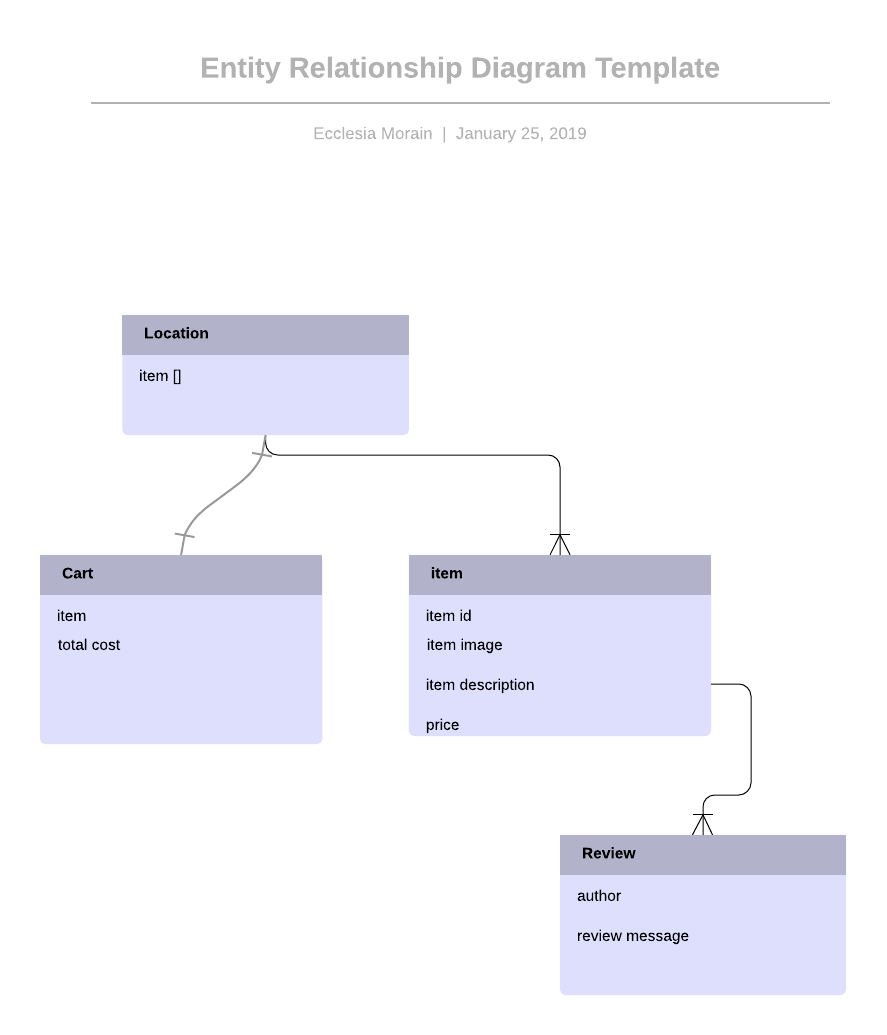 Entity Relationship Diagram Template
Ecclesia Morain | January 25, 2019
Location
item []
Cart
item
total cost
item
item id
item image
item description
price
Review
author
review message